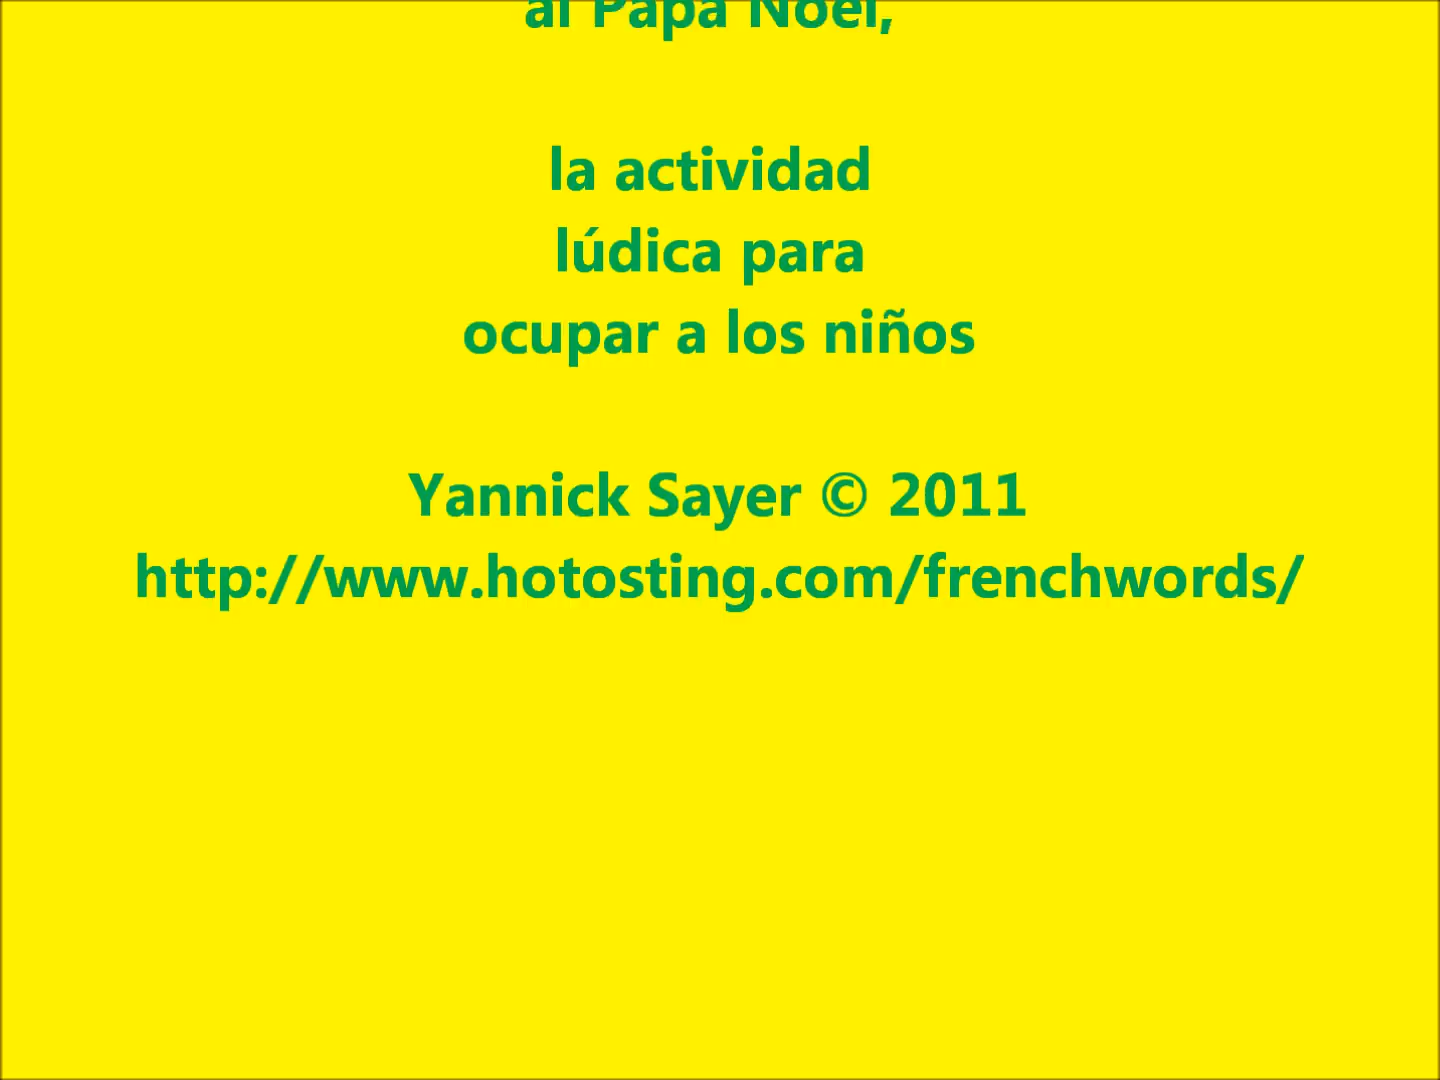 al Papá Noel,
la actividad
lúdica para
ocupar a los niños
Yannick Sayer © 2011
http://www.hotosting.com/frenchwords/